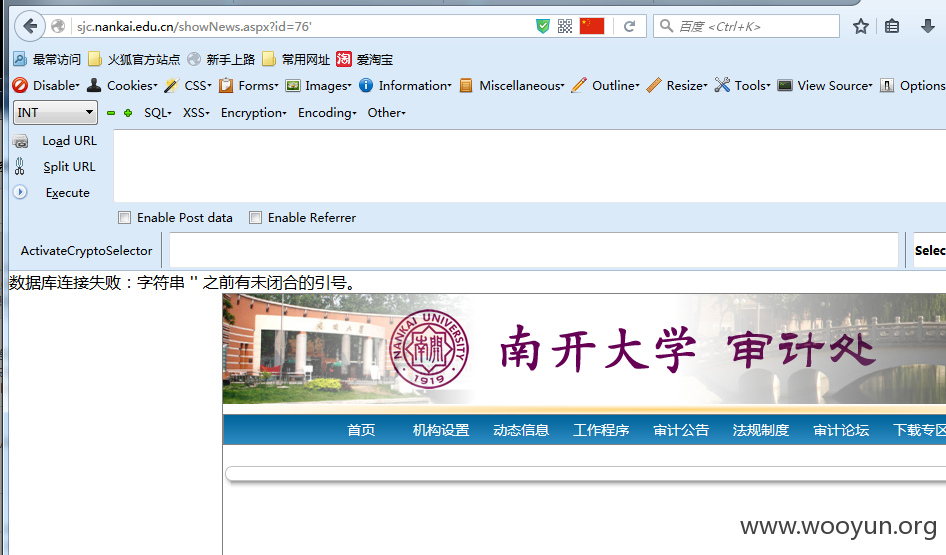 sjc.nankai.edu.cn/showNews.aspx?id=76'
百度 <Ctrl+K>
最常访问 火狐官方站点 新手上路 常用网址 淘 爱淘宝
Disable Cookies CSS Forms Images Information Miscellaneous Outline Resize Tools View Source Options
INT SQL XSS Encryption Encoding Other
Load URL
Split URL
Execute
Enable Post data Enable Referrer
ActivateCryptoSelector Selec
数据库连接失败：字符串 '' 之前有未闭合的引号。
NANKAI UNIVERSITY
南开
1919
南开大学 审计处
首页 机构设置 动态信息 工作程序 审计公告 法规制度 审计论坛 下载专区
www.wooyun.org